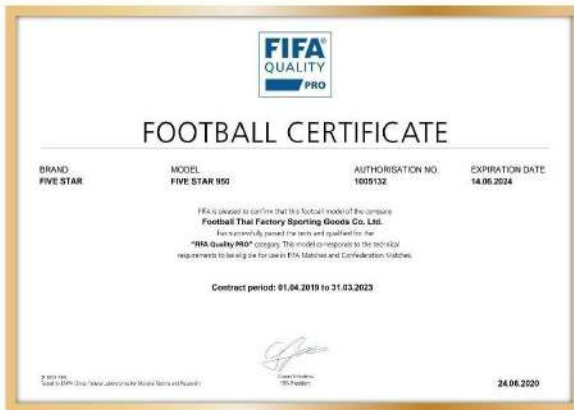 FIFA®
QUALITY
PRO
FOOTBALL CERTIFICATE
BRAND MODEL AUTHORISATION NO. EXPIRATION DATE
FIVE STAR FIVE STAR 950 1005132 14.06.2024
FIFA is pleased to confirm that this football model of the company
Football Thai Factory Sporting Goods Co. Ltd.
has successfully passed the tests and qualified for the
"FIFA Quality PRO" category. This model corresponds to the technical
requirements to be eligible for use in FIFA Matches and Confederation Matches.
Contract period: 01.04.2019 to 31.03.2023
FIFA President
24.06.2020